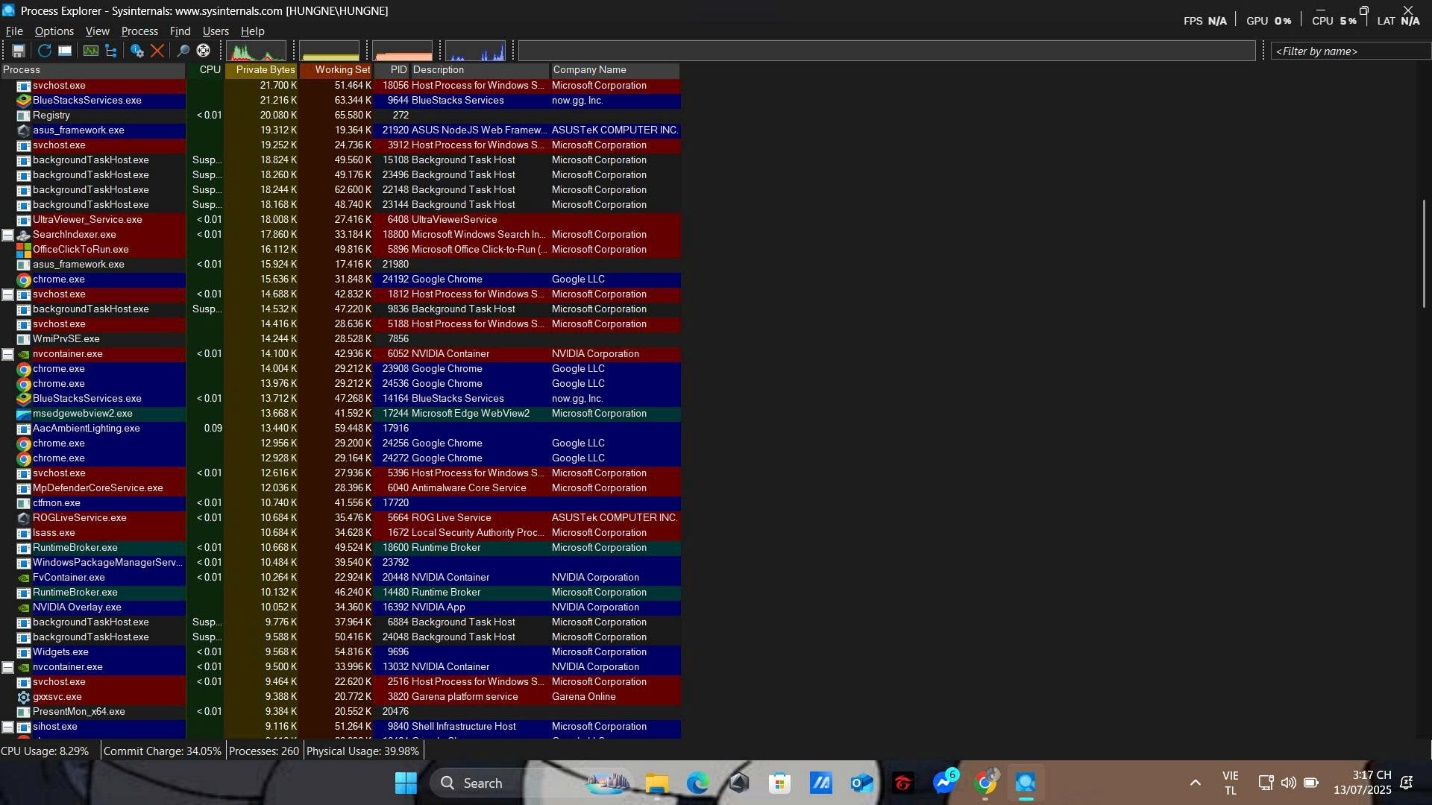 Process Explorer - Sysinternals: www.sysinternals.com [HUNGNE\HUNGNE]
FPS N/A GPU 0% CPU 5% LAT N/A
File Options View Process Find Users Help
<Filter by name>
Process CPU Private Bytes Working Set PID Description Company Name
svchost.exe 21.700 K 51.464 K 18056 Host Process for Windows S... Microsoft Corporation
BlueStacksServices.exe 21.216 K 63.344 K 9644 BlueStacks Services now.gg, Inc.
Registry < 0.01 20.080 K 65.580 K 272
asus_framework.exe 19.312 K 19.364 K 21920 ASUS NodeJS Web Framew... ASUSTeK COMPUTER INC.
svchost.exe 19.252 K 24.736 K 3912 Host Process for Windows S... Microsoft Corporation
backgroundTaskHost.exe Susp... 18.824 K 49.560 K 15108 Background Task Host Microsoft Corporation
backgroundTaskHost.exe Susp... 18.260 K 49.176 K 23496 Background Task Host Microsoft Corporation
backgroundTaskHost.exe Susp... 18.244 K 62.600 K 22148 Background Task Host Microsoft Corporation
backgroundTaskHost.exe Susp... 18.168 K 48.740 K 23144 Background Task Host Microsoft Corporation
UltraViewer_Service.exe < 0.01 18.008 K 27.416 K 6408 UltraViewerService
SearchIndexer.exe < 0.01 17.860 K 33.184 K 18800 Microsoft Windows Search In... Microsoft Corporation
OfficeClickToRun.exe 16.112 K 49.816 K 5896 Microsoft Office Click-to-Run (... Microsoft Corporation
asus_framework.exe < 0.01 15.924 K 17.416 K 21980
chrome.exe 15.636 K 31.848 K 24192 Google Chrome Google LLC
svchost.exe < 0.01 14.688 K 42.832 K 1812 Host Process for Windows S... Microsoft Corporation
backgroundTaskHost.exe Susp... 14.532 K 47.220 K 9836 Background Task Host Microsoft Corporation
svchost.exe 14.416 K 28.636 K 5188 Host Process for Windows S... Microsoft Corporation
WmiPrvSE.exe 14.244 K 28.528 K 7856
nvcontainer.exe < 0.01 14.100 K 42.936 K 6052 NVIDIA Container NVIDIA Corporation
chrome.exe 14.004 K 29.212 K 23908 Google Chrome Google LLC
chrome.exe 13.976 K 29.212 K 24536 Google Chrome Google LLC
BlueStacksServices.exe < 0.01 13.712 K 47.268 K 14164 BlueStacks Services now.gg, Inc.
msedgewebview2.exe 13.668 K 41.592 K 17244 Microsoft Edge WebView2 Microsoft Corporation
AacAmbientLighting.exe 0.09 13.440 K 59.448 K 17916
chrome.exe 12.956 K 29.200 K 24256 Google Chrome Google LLC
chrome.exe 12.928 K 29.164 K 24272 Google Chrome Google LLC
svchost.exe < 0.01 12.616 K 27.936 K 5396 Host Process for Windows S... Microsoft Corporation
MpDefenderCoreService.exe 12.036 K 28.396 K 6040 Antimalware Core Service Microsoft Corporation
ctfmon.exe < 0.01 10.740 K 41.556 K 17720
ROGLiveService.exe < 0.01 10.684 K 35.476 K 5664 ROG Live Service ASUSTek COMPUTER INC.
lsass.exe 10.684 K 34.628 K 1672 Local Security Authority Proc... Microsoft Corporation
RuntimeBroker.exe < 0.01 10.668 K 49.524 K 18600 Runtime Broker Microsoft Corporation
WindowsPackageManagerServ... < 0.01 10.484 K 39.540 K 23792
FvContainer.exe < 0.01 10.264 K 22.924 K 20448 NVIDIA Container NVIDIA Corporation
RuntimeBroker.exe 10.132 K 46.240 K 14480 Runtime Broker Microsoft Corporation
NVIDIA Overlay.exe 10.052 K 34.360 K 16392 NVIDIA App NVIDIA Corporation
backgroundTaskHost.exe Susp... 9.776 K 37.964 K 6884 Background Task Host Microsoft Corporation
backgroundTaskHost.exe Susp... 9.588 K 50.416 K 24048 Background Task Host Microsoft Corporation
Widgets.exe < 0.01 9.568 K 54.816 K 9696
nvcontainer.exe < 0.01 9.500 K 33.996 K 13032 NVIDIA Container NVIDIA Corporation
svchost.exe < 0.01 9.464 K 22.620 K 2516 Host Process for Windows S... Microsoft Corporation
gxxsvc.exe 9.388 K 20.772 K 3820 Garena platform service Garena Online
PresentMon_x64.exe < 0.01 9.384 K 20.552 K 20476
sihost.exe 9.116 K 51.264 K 9840 Shell Infrastructure Host Microsoft Corporation
CPU Usage: 8.29% Commit Charge: 34.05% Processes: 260 Physical Usage: 39.98%
Search 6 VIE 3:17 CH
TL 13/07/2025